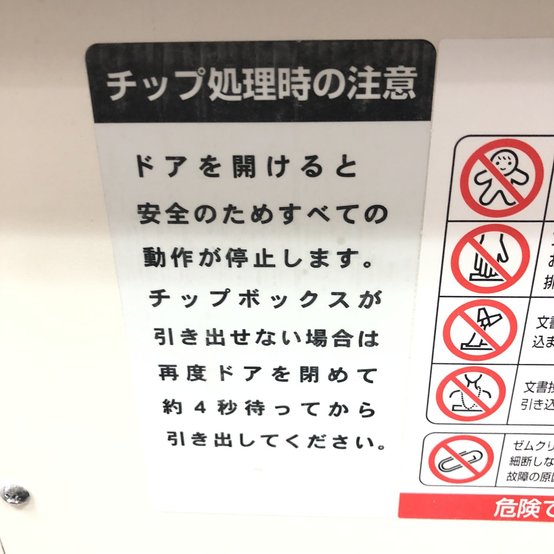 チップ処理時の注意
ドアを開けると
安全のためすべての
動作が停止します。
チップボックスが
引き出せない場合は
再度ドアを閉めて
約4秒待ってから
引き出してください。
お
排
文書
込ま
文書投
引き込
ゼムクリ
細断しな
故障の原因
危険で